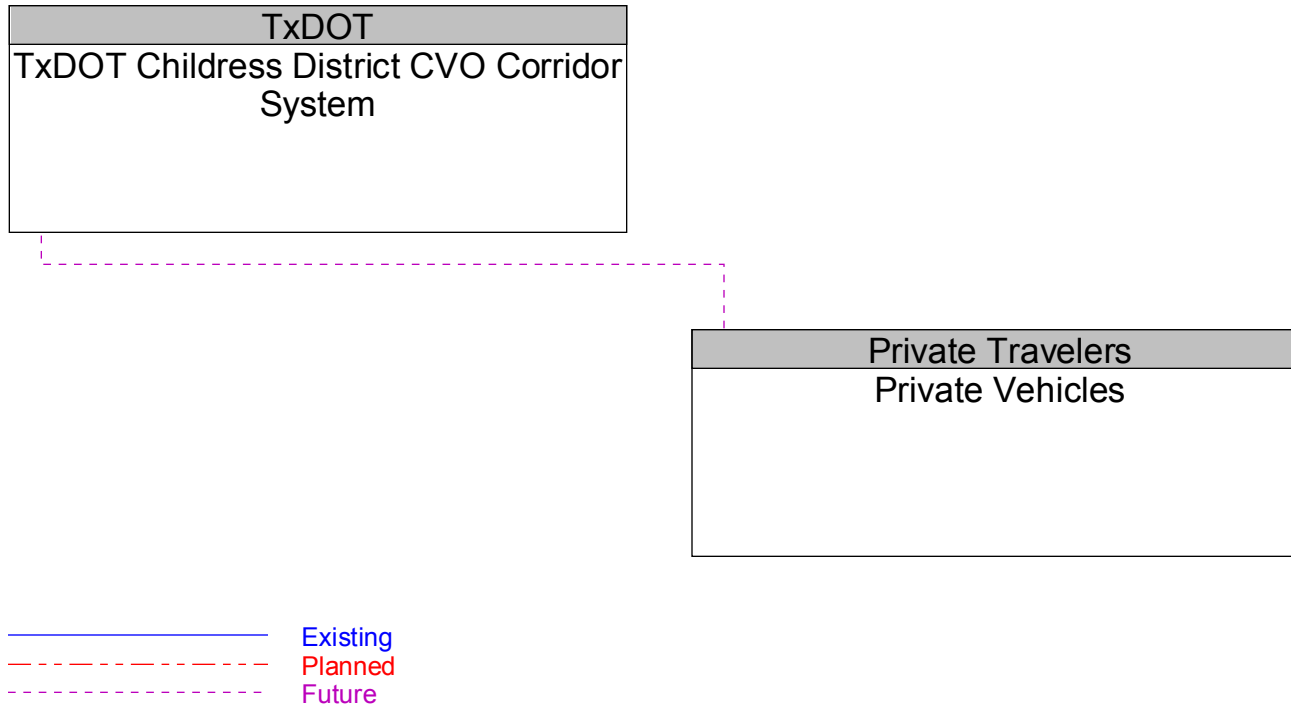 TxDOT
TxDOT Childress District CVO Corridor
System
Private Travelers
Private Vehicles
Existing
Planned
Future